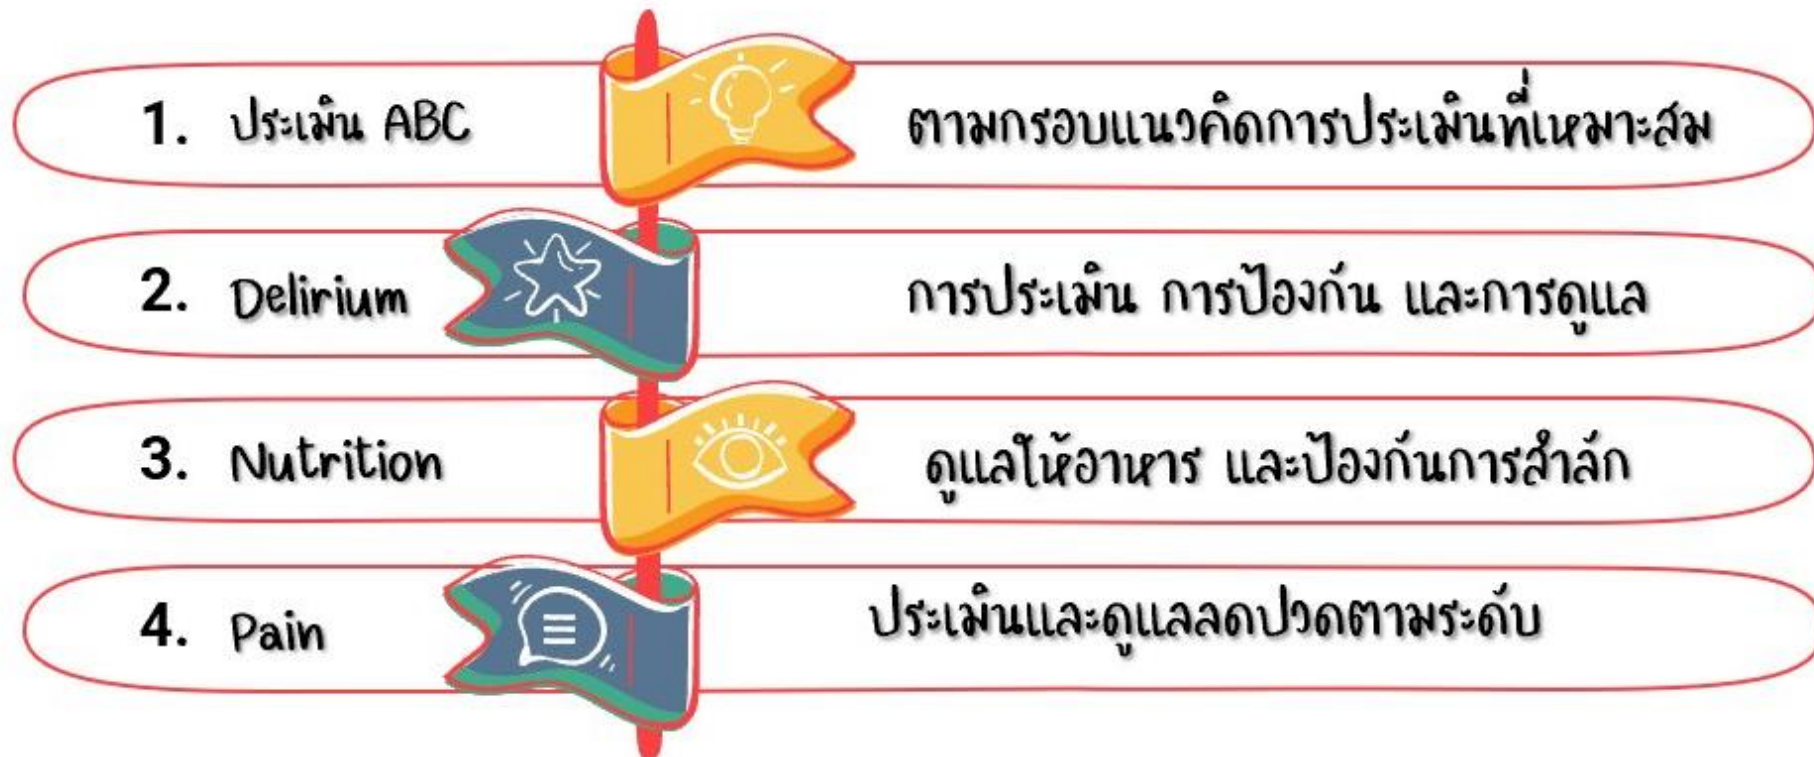 1. ประเมิน ABC ตามกรอบแนวคิดการประเมินที่เหมาะสม
2. Delirium การประเมิน การป้องกัน และการดูแล
3. Nutrition ดูแลให้อาหาร และป้องกันการสำลัก
4. Pain ประเมินและดูแลลดปวดตามระดับ